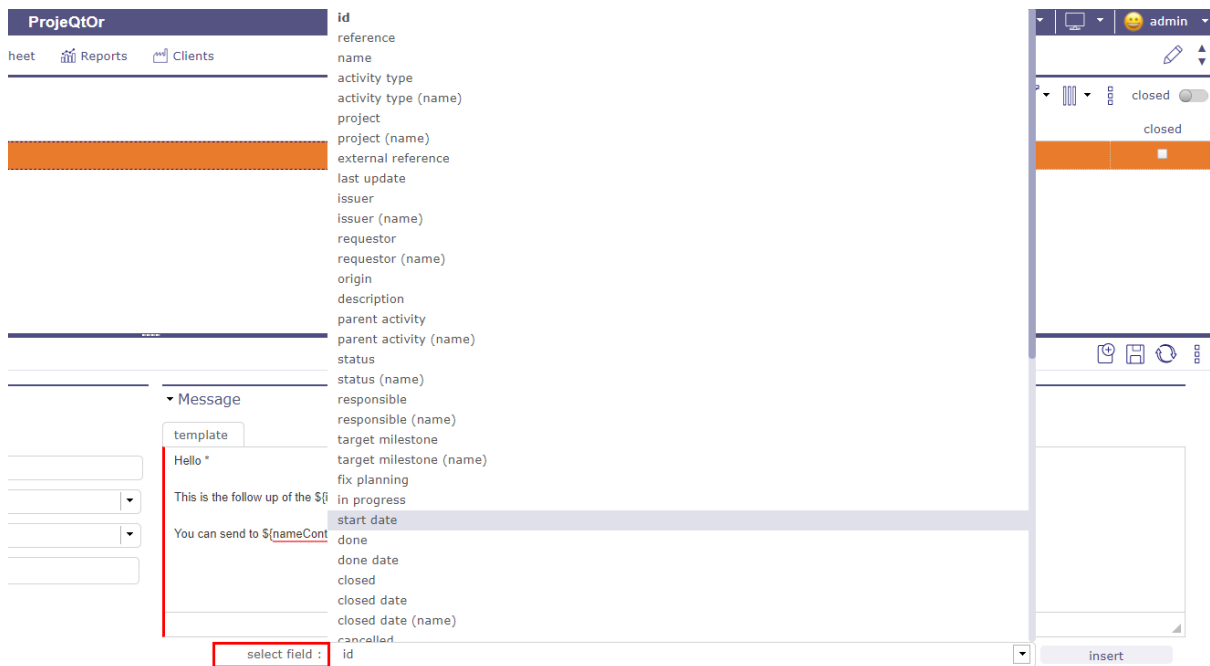 ProjeQtOr
admin
heet Reports Clients
closed
closed
id
reference
name
activity type
activity type (name)
project
project (name)
external reference
last update
issuer
issuer (name)
requestor
requestor (name)
origin
description
parent activity
parent activity (name)
status
status (name)
responsible
responsible (name)
target milestone
target milestone (name)
fix planning
in progress
start date
done
done date
closed
closed date
closed date (name)
cancelled
Message
template
Hello "
This is the follow up of the ${i
You can send to ${nameCont
select field : id
insert